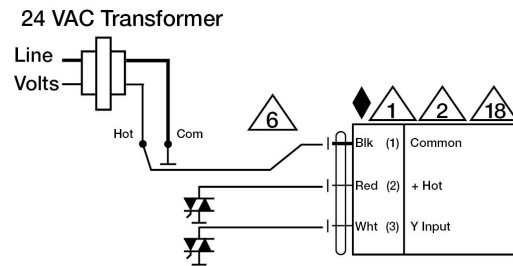 24 VAC Transformer
Line
Volts
Hot Com
6
1 2 18
Blk (1) Common
Red (2) + Hot
Wht (3) Y Input